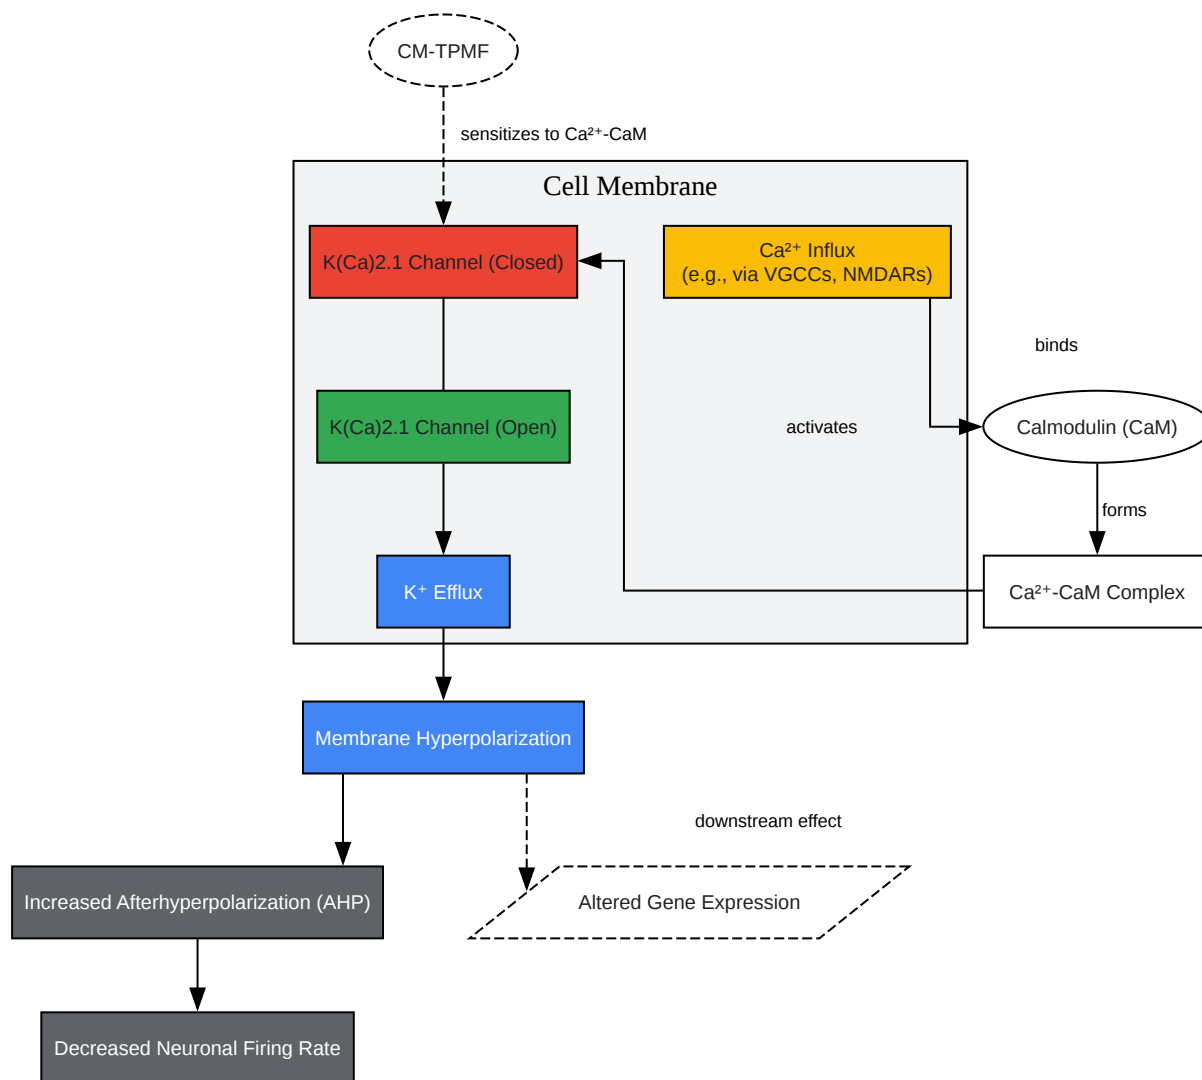 CM-TPMF
sensitizes to Ca²⁺-CaM
Cell Membrane
K(Ca)2.1 Channel (Closed)
Ca²⁺ Influx
(e.g., via VGCCs, NMDARs)
binds
K(Ca)2.1 Channel (Open)
activates
Calmodulin (CaM)
forms
K⁺ Efflux
Ca²⁺-CaM Complex
Membrane Hyperpolarization
downstream effect
Increased Afterhyperpolarization (AHP)
Altered Gene Expression
Decreased Neuronal Firing Rate